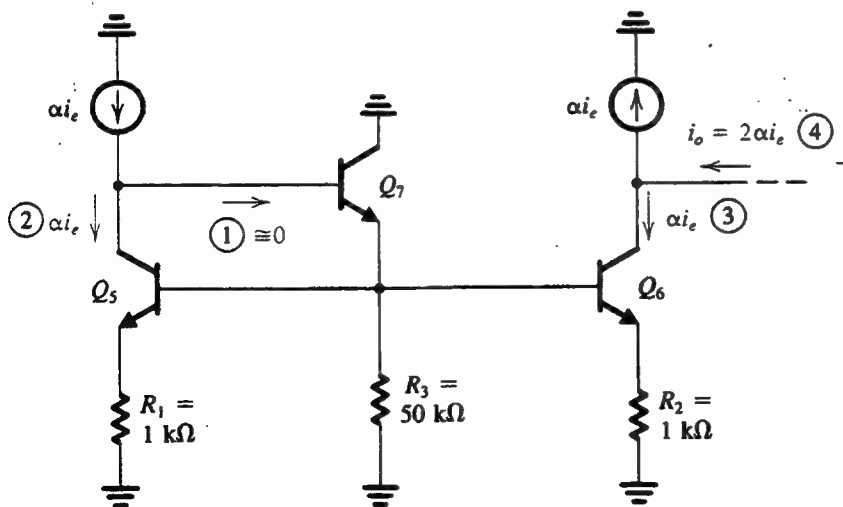 αi_e
αi_e
i_o = 2αi_e ④
Q_7
② αi_e
① ≅0
αi_e ③
Q_5
Q_6
R_1 =
1 kΩ
R_3 =
50 kΩ
R_2 =
1 kΩ